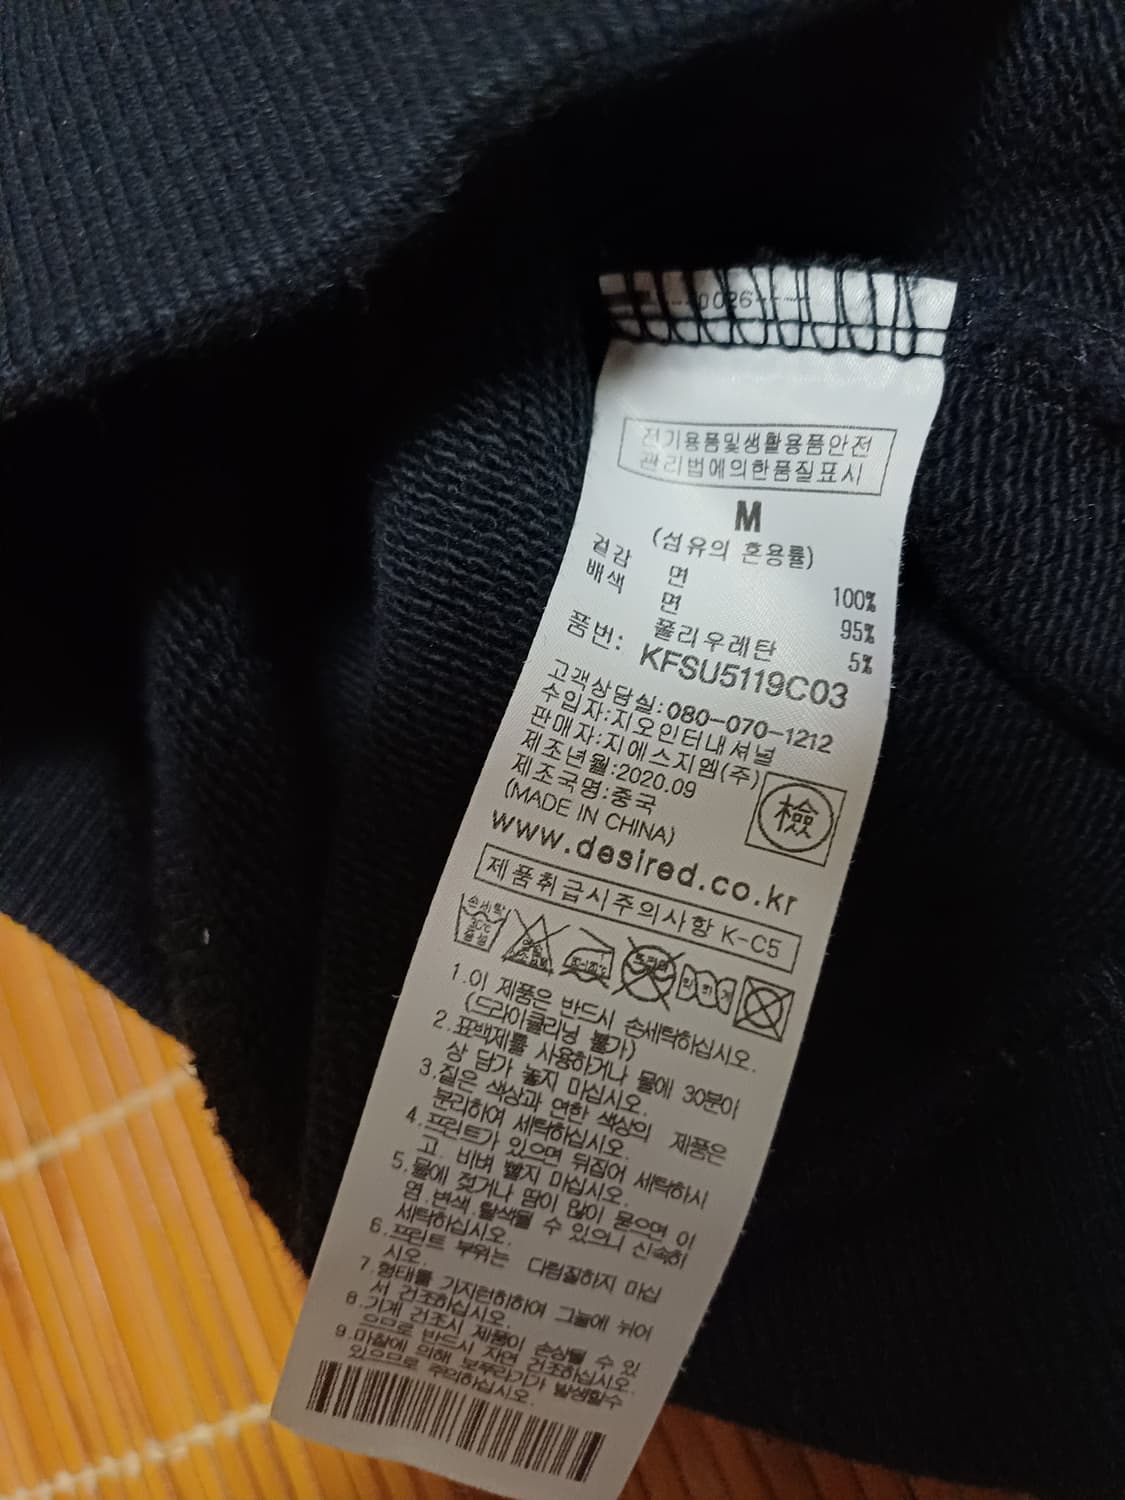 0026
전기용품및생활용품안전
관리법에의한품질표시
M
(섬유의 혼용률)
겉감 면 100%
배색 면 95%
폴리우레탄 5%
품번: KFSU5119C03
고객상담실:080-070-1212
수입자:지오인터내셔널
판매자:지에스지엠(주)
제조년월:2020.09
제조국명:중국
(MADE IN CHINA)
檢
www.desired.co.kr
제품취급시주의사항 K-C5
손세탁
드라이
1.이 제품은 반드시 손세탁하십시오.
(드라이클리닝 불가)
2.표백제를 사용하거나 물에 30분이
상 담가 놓지 마십시오.
3.짙은 색상과 연한 색상의 제품은
분리하여 세탁하십시오.
4.프린트가 있으면 뒤집어 세탁하시
고. 비벼 빨지 마십시오.
5.물에 젖거나 땀이 많이 묻으면 이
염.변색.탈색될 수 있으니 신속히
세탁하십시오.
6.프린트 부위는 다림질하지 마십
시오.
7.형태를 가지런히하여 그늘에 뉘어
서 건조하십시오.
8.기계 건조시 제품이 손상될 수 있
으므로 반드시 자연 건조하십시오.
9.마찰에 의해 보풀라기가 발생할수
있으므로 주의하십시오.